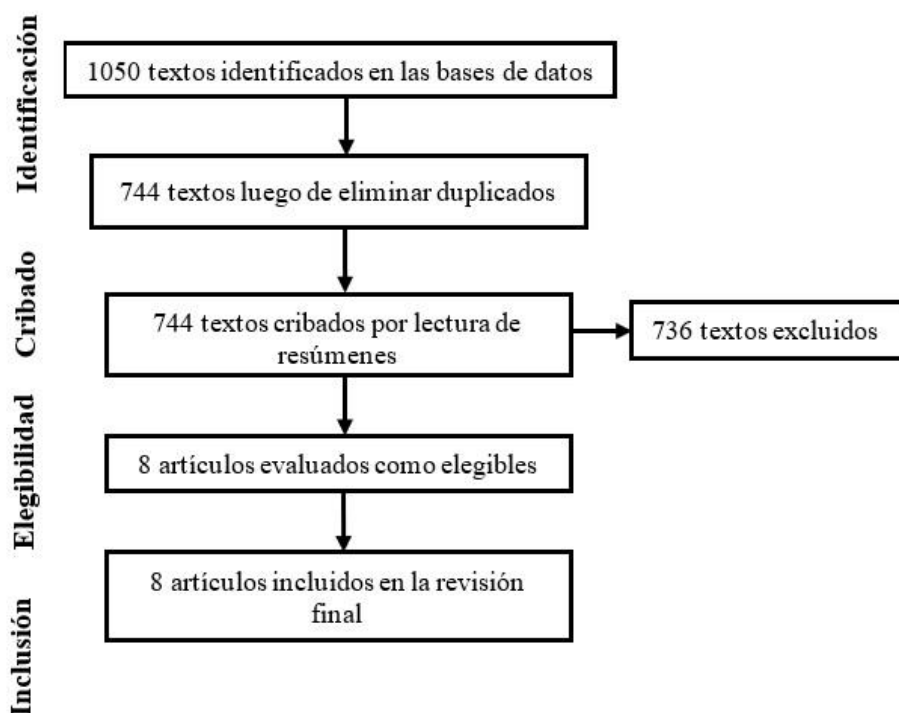 Identificación
1050 textos identificados en las bases de datos
744 textos luego de eliminar duplicados
Cribado
744 textos cribados por lectura de
resúmenes
736 textos excluidos
Elegibilidad
8 artículos evaluados como elegibles
Inclusión
8 artículos incluidos en la revisión
final